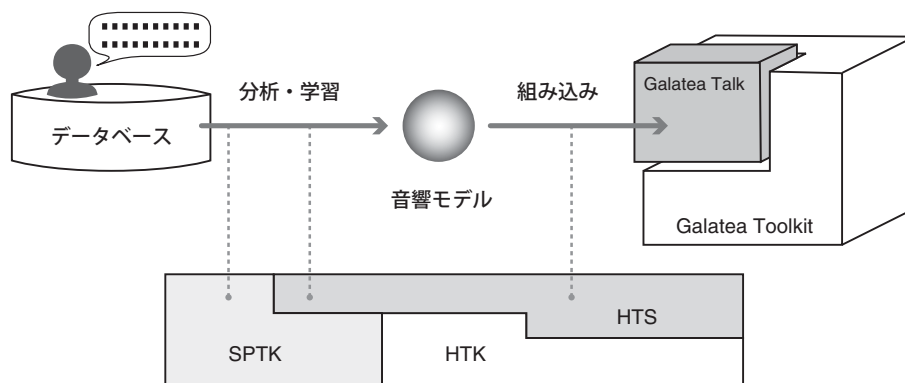 分析・学習
組み込み
Galatea Talk
データベース
音響モデル
Galatea Toolkit
HTS
SPTK
HTK